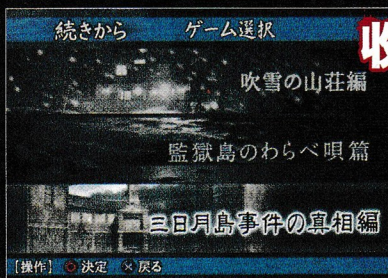 続きから ゲーム選択
収
吹雪の山荘編
監獄島のわらべ唄篇
三日月島事件の真相編
【操作】 ○ 決定 × 戻る